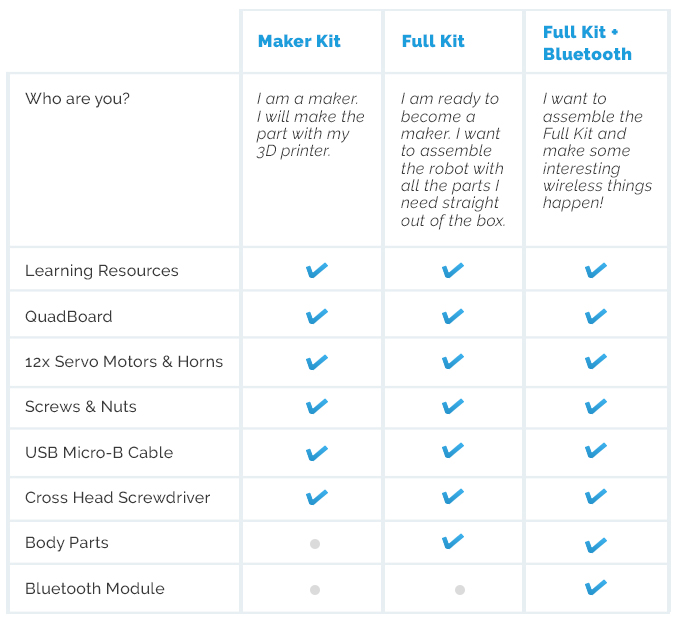 Maker Kit
Full Kit
Full Kit +
Bluetooth
Who are you?
I am a maker.
I will make the
part with my
3D printer.
I am ready to
become a
maker. I want
to assemble
the robot with
all the parts I
need straight
out of the box.
I want to
assemble the
Full Kit and
make some
interesting
wireless things
happen!
Learning Resources
QuadBoard
12x Servo Motors & Horns
Screws & Nuts
USB Micro-B Cable
Cross Head Screwdriver
Body Parts
Bluetooth Module